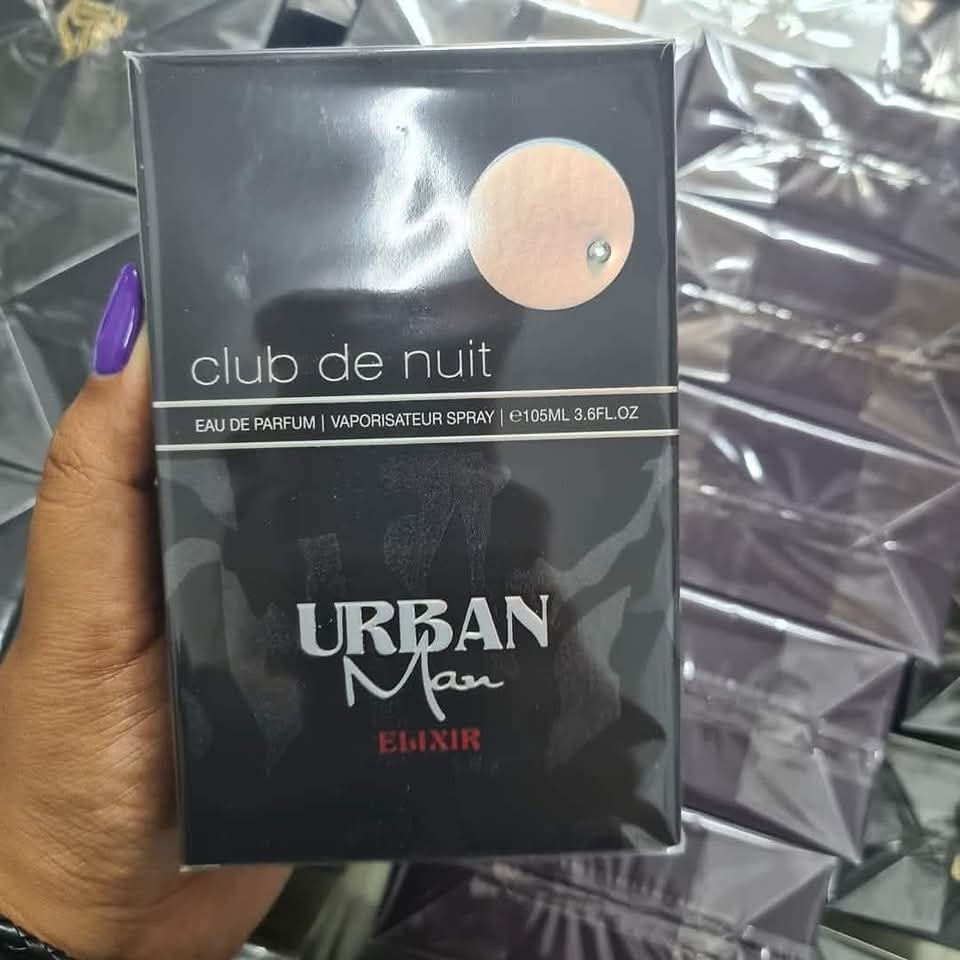 club de nuit
EAU DE PARFUM | VAPORISATEUR SPRAY | ℮105ML 3.6FL.OZ
URBAN
Man
ELIXIR